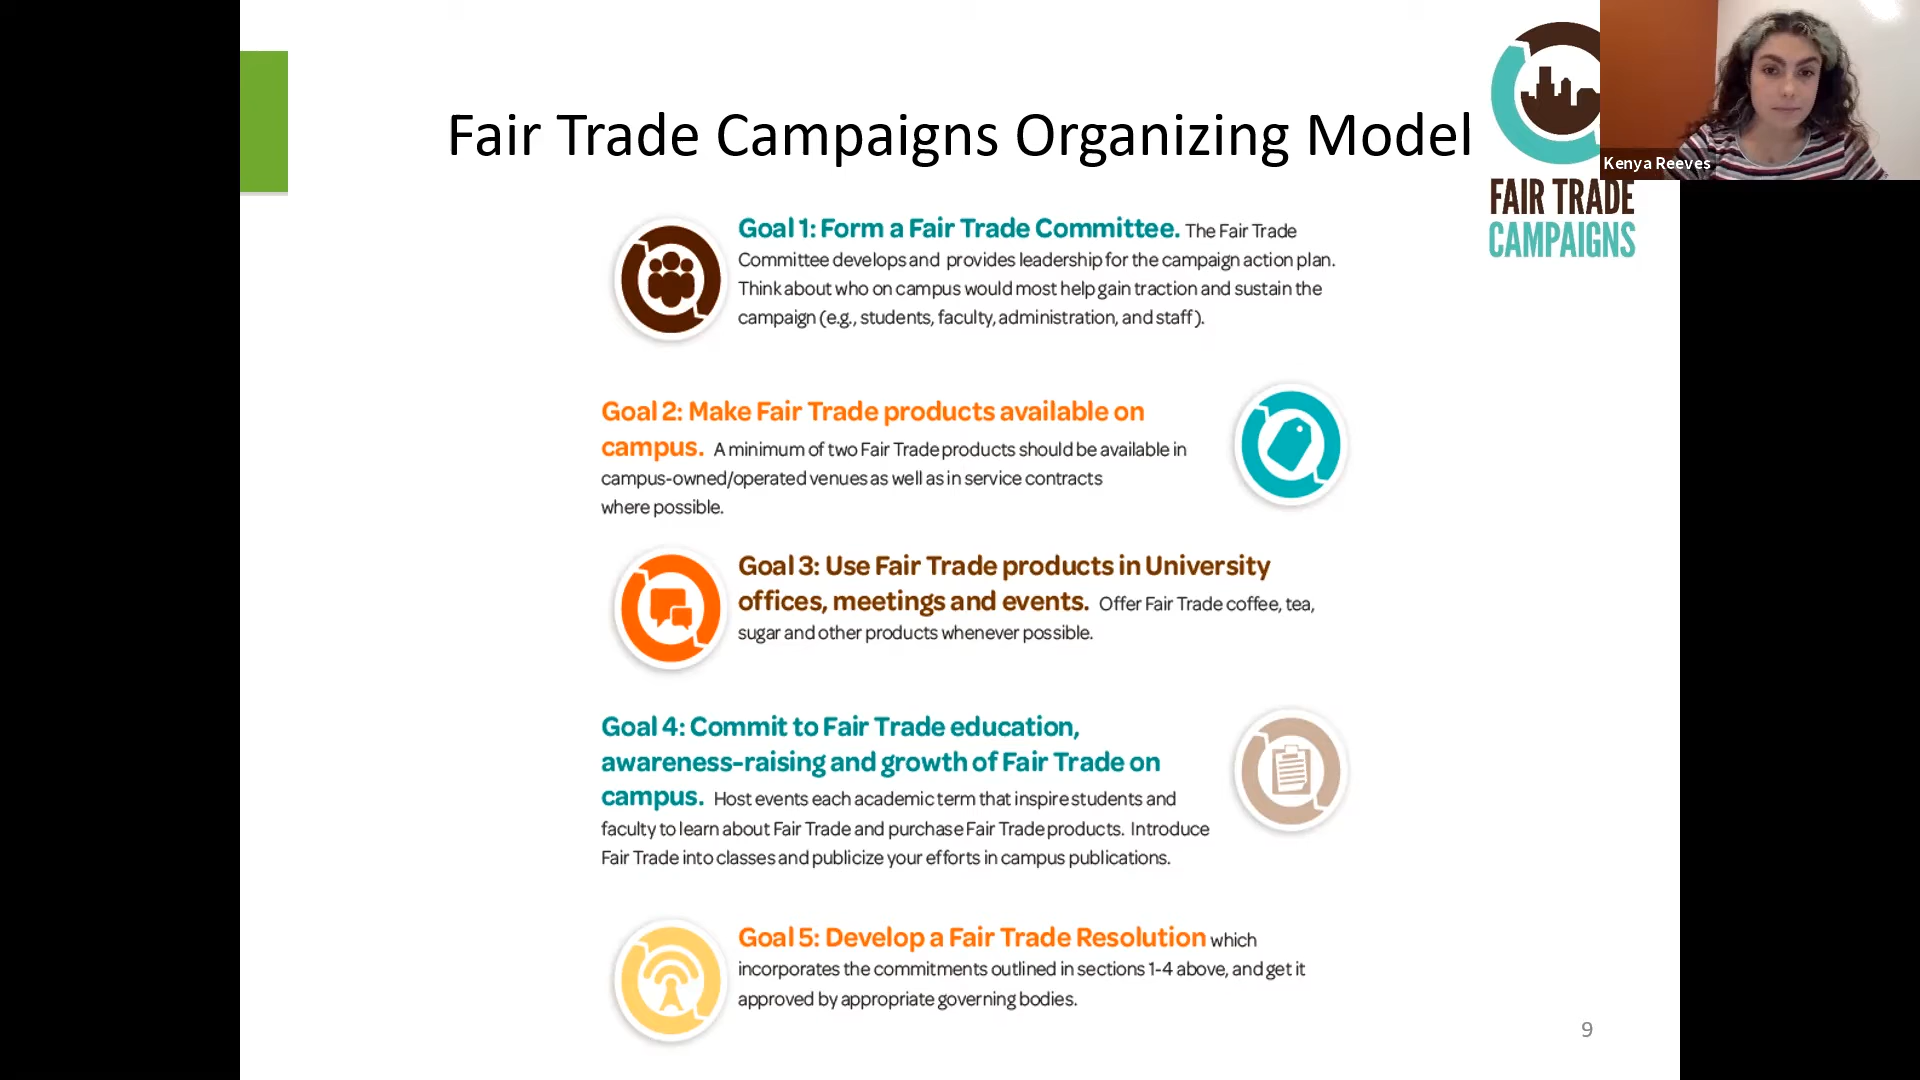 Fair Trade Campaigns Organizing Model
Kenya Reeves
FAIR TRADE
CAMPAIGNS
Goal 1: Form a Fair Trade Committee. The Fair Trade
Committee develops and provides leadership for the campaign action plan.
Think about who on campus would most help gain traction and sustain the
campaign (e.g., students, faculty, administration, and staff).
Goal 2: Make Fair Trade products available on
campus. A minimum of two Fair Trade products should be available in
campus-owned/operated venues as well as in service contracts
where possible.
Goal 3: Use Fair Trade products in University
offices, meetings and events. Offer Fair Trade coffee, tea,
sugar and other products whenever possible.
Goal 4: Commit to Fair Trade education,
awareness-raising and growth of Fair Trade on
campus. Host events each academic term that inspire students and
faculty to learn about Fair Trade and purchase Fair Trade products. Introduce
Fair Trade into classes and publicize your efforts in campus publications.
Goal 5: Develop a Fair Trade Resolution which
incorporates the commitments outlined in sections 1-4 above, and get it
approved by appropriate governing bodies.
9